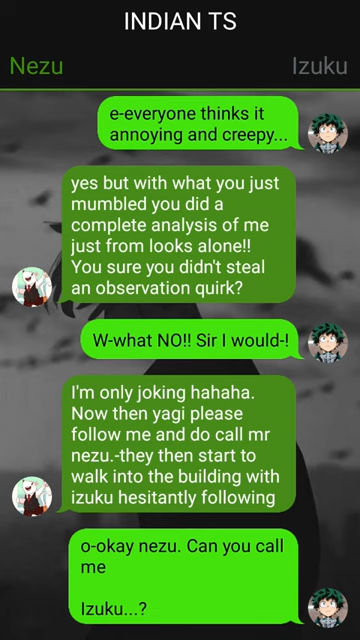 INDIAN TS
Nezu Izuku
e-everyone thinks it
annoying and creepy...
yes but with what you just
mumbled you did a
complete analysis of me
just from looks alone!!
You sure you didn't steal
an observation quirk?
W-what NO!! Sir I would-!
I'm only joking hahaha.
Now then yagi please
follow me and do call mr
nezu.-they then start to
walk into the building with
izuku hesitantly following
o-okay nezu. Can you call
me
Izuku...?